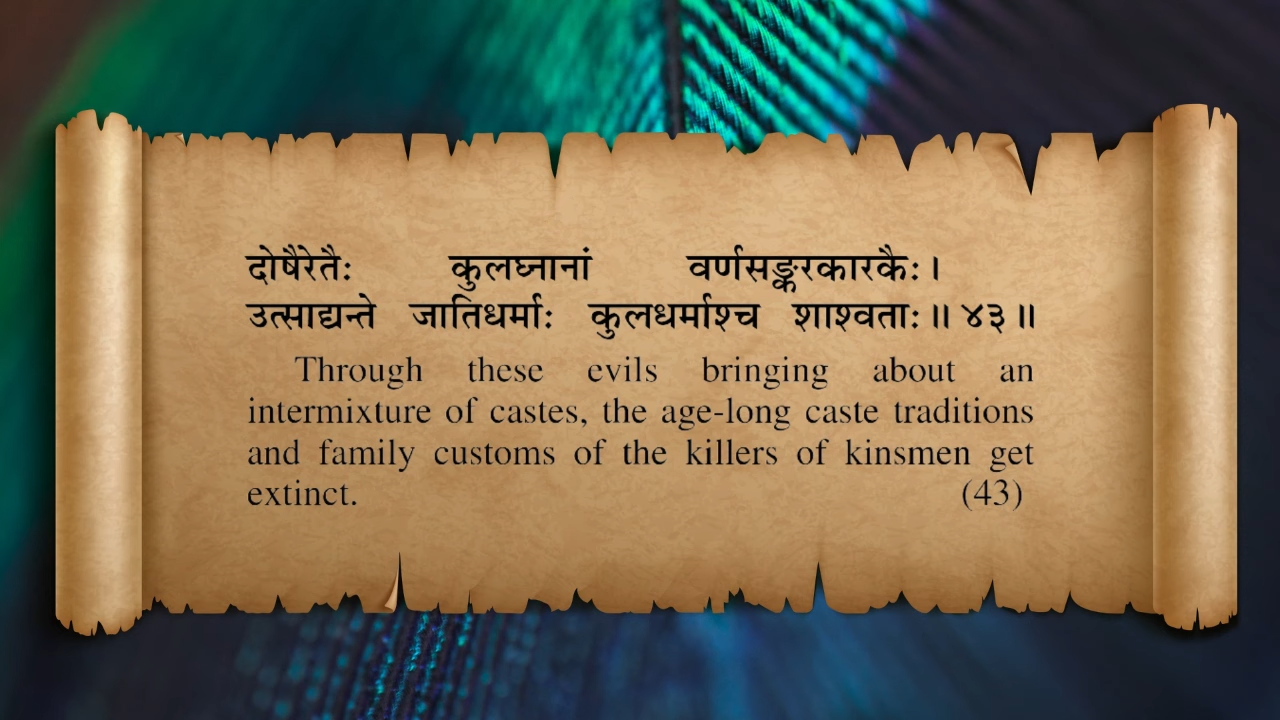 दोषैरेतैः कुलघ्नानां वर्णसङ्करकारकैः।
उत्साद्यन्ते जातिधर्माः कुलधर्माश्च शाश्वताः॥ ४३॥
Through these evils bringing about an
intermixture of castes, the age-long caste traditions
and family customs of the killers of kinsmen get
extinct. (43)